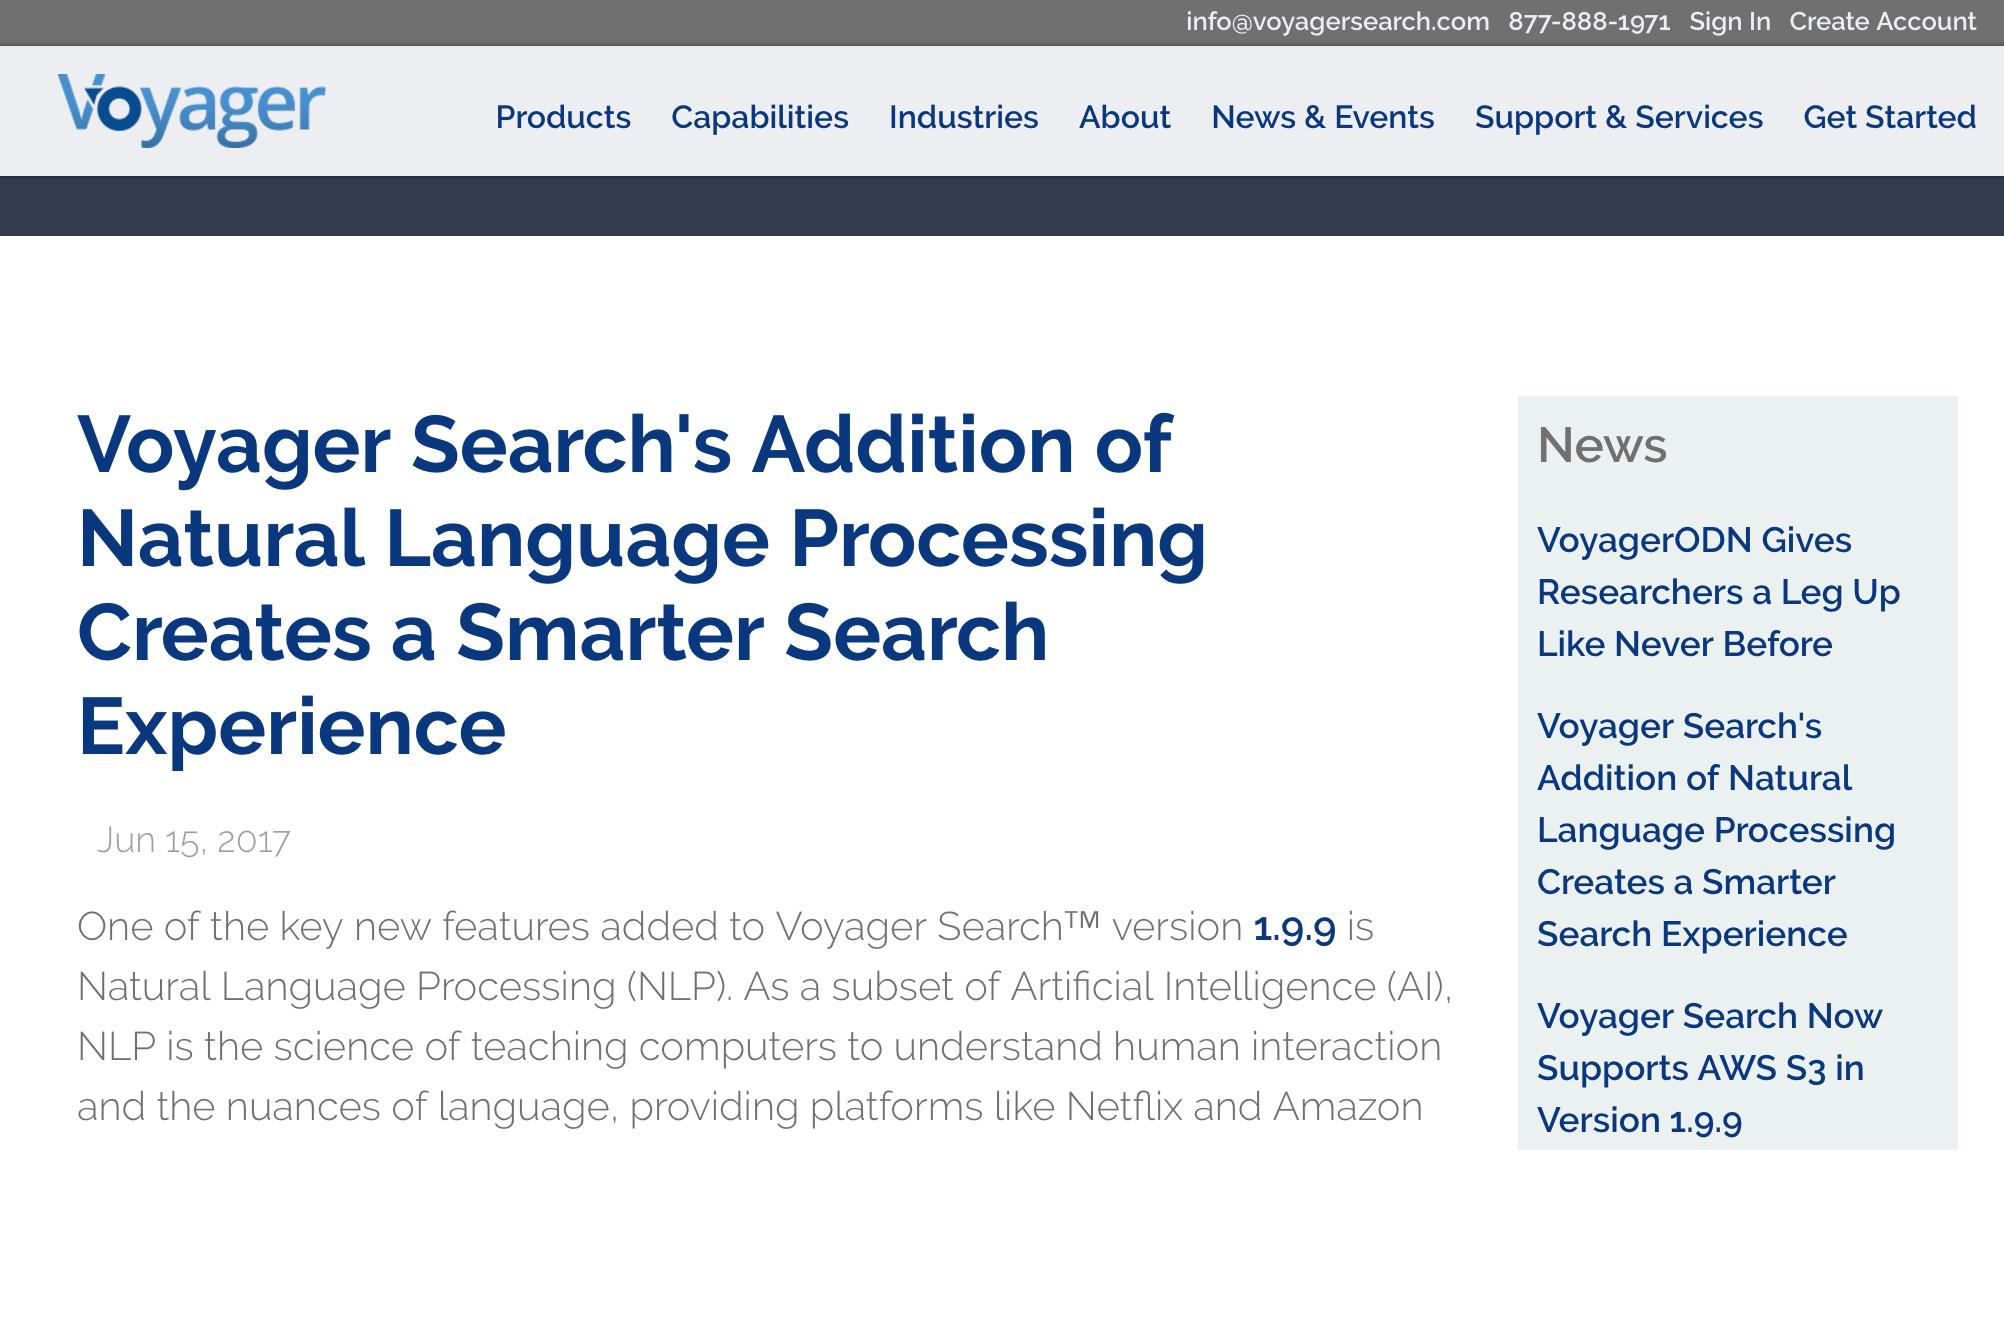 info@voyagersearch.com 877-888-1971 Sign In Create Account
Voyager
Products Capabilities Industries About News & Events Support & Services Get Started
Voyager Search's Addition of
Natural Language Processing
Creates a Smarter Search
Experience
Jun 15, 2017
One of the key new features added to Voyager Search™ version 1.9.9 is
Natural Language Processing (NLP). As a subset of Artificial Intelligence (AI),
NLP is the science of teaching computers to understand human interaction
and the nuances of language, providing platforms like Netflix and Amazon
News
VoyagerODN Gives
Researchers a Leg Up
Like Never Before
Voyager Search's
Addition of Natural
Language Processing
Creates a Smarter
Search Experience
Voyager Search Now
Supports AWS S3 in
Version 1.9.9